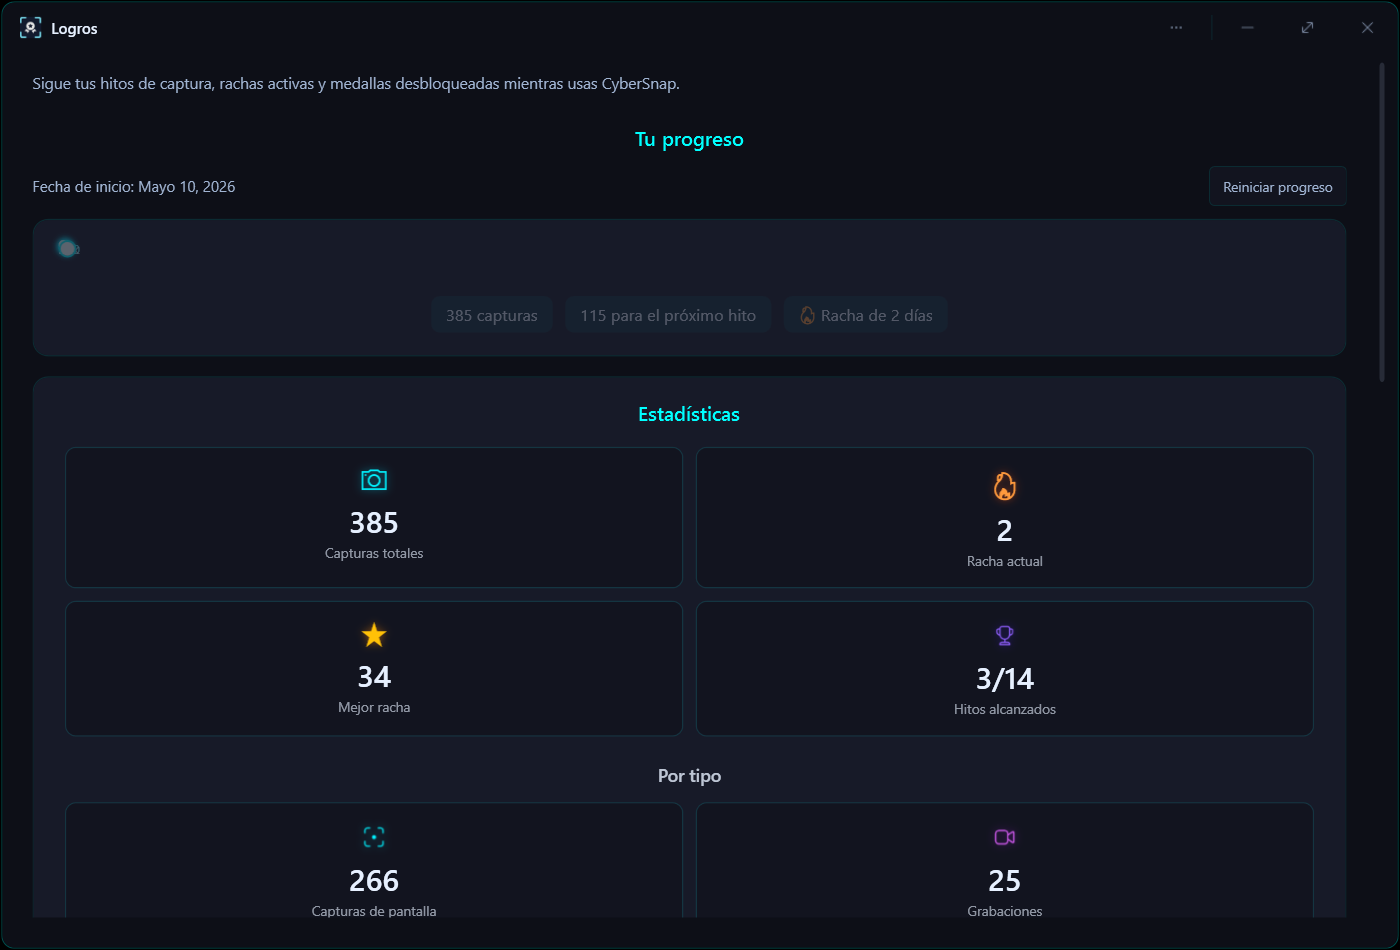 Logros
Sigue tus hitos de captura, rachas activas y medallas desbloqueadas mientras usas CyberSnap.
Tu progreso
Fecha de inicio: Mayo 10, 2026
Reiniciar progreso
385 capturas
115 para el próximo hito
Racha de 2 días
Estadísticas
385
Capturas totales
2
Racha actual
34
Mejor racha
3/14
Hitos alcanzados
Por tipo
266
Capturas de pantalla
25
Grabaciones